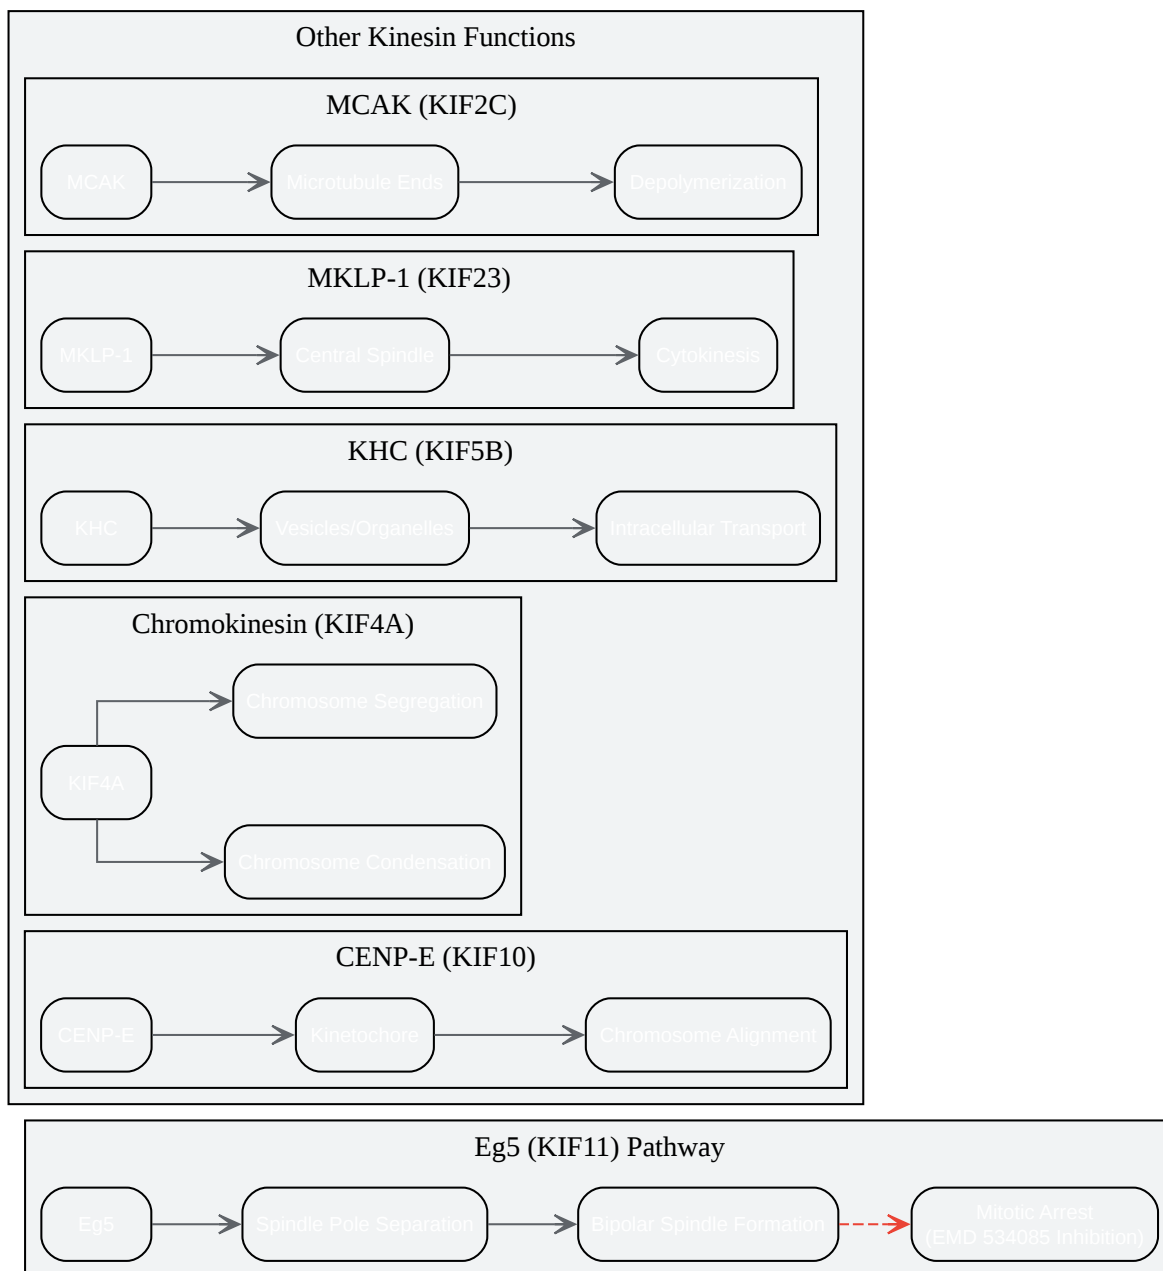 Other Kinesin Functions
MCAK (KIF2C)
MCAK
Microtubule Ends
Depolymerization
MKLP-1 (KIF23)
MKLP-1
Central Spindle
Cytokinesis
KHC (KIF5B)
KHC
Vesicles/Organelles
Intracellular Transport
Chromokinesin (KIF4A)
Chromosome Segregation
KIF4A
Chromosome Condensation
CENP-E (KIF10)
CENP-E
Kinetochore
Chromosome Alignment
Eg5 (KIF11) Pathway
Eg5
Spindle Pole Separation
Bipolar Spindle Formation
Mitotic Arrest
(EMD 534085 Inhibition)